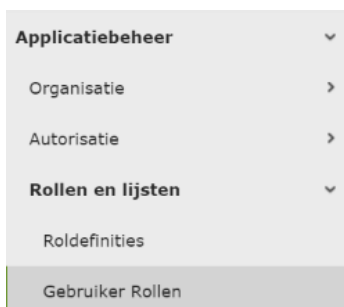 Applicatiebeheer
Organisatie
Autorisatie
Rollen en lijsten
Roldefinities
Gebruiker Rollen